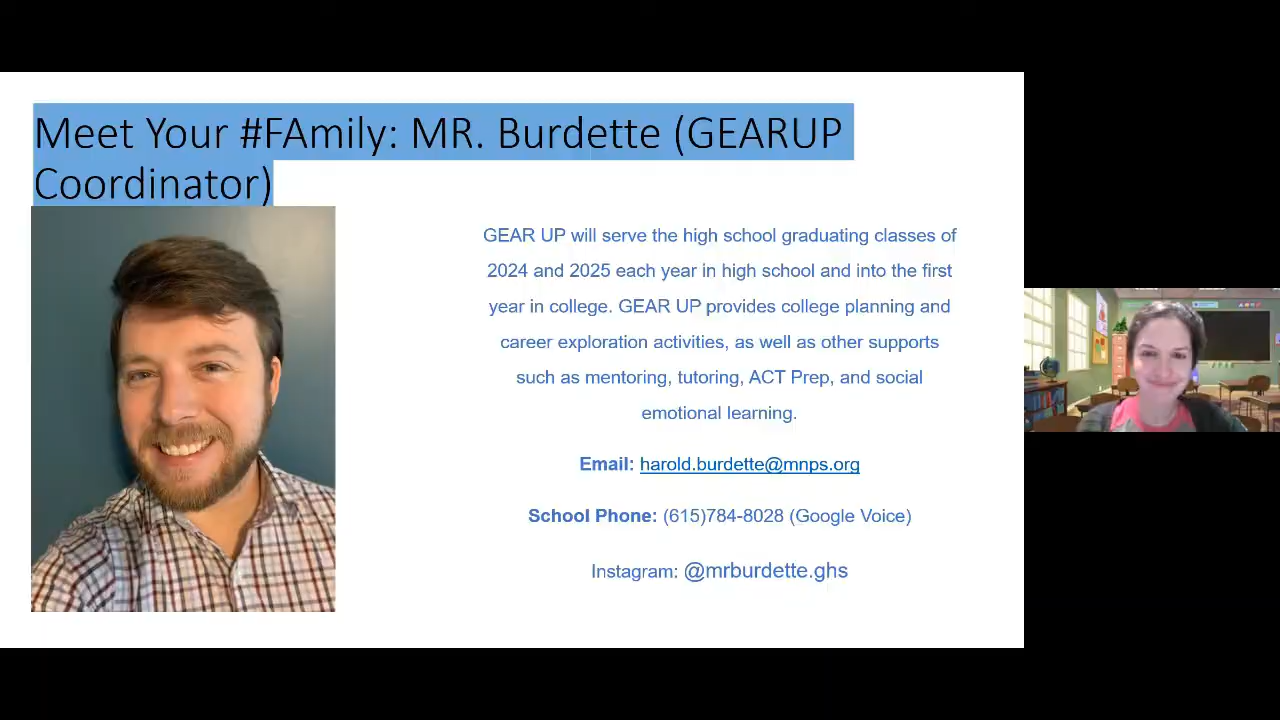 Meet Your #FAmily: MR. Burdette (GEARUP
Coordinator)
GEAR UP will serve the high school graduating classes of
2024 and 2025 each year in high school and into the first
year in college. GEAR UP provides college planning and
career exploration activities, as well as other supports
such as mentoring, tutoring, ACT Prep, and social
emotional learning.
Email: harold.burdette@mnps.org
School Phone: (615)784-8028 (Google Voice)
Instagram: @mrburdette.ghs